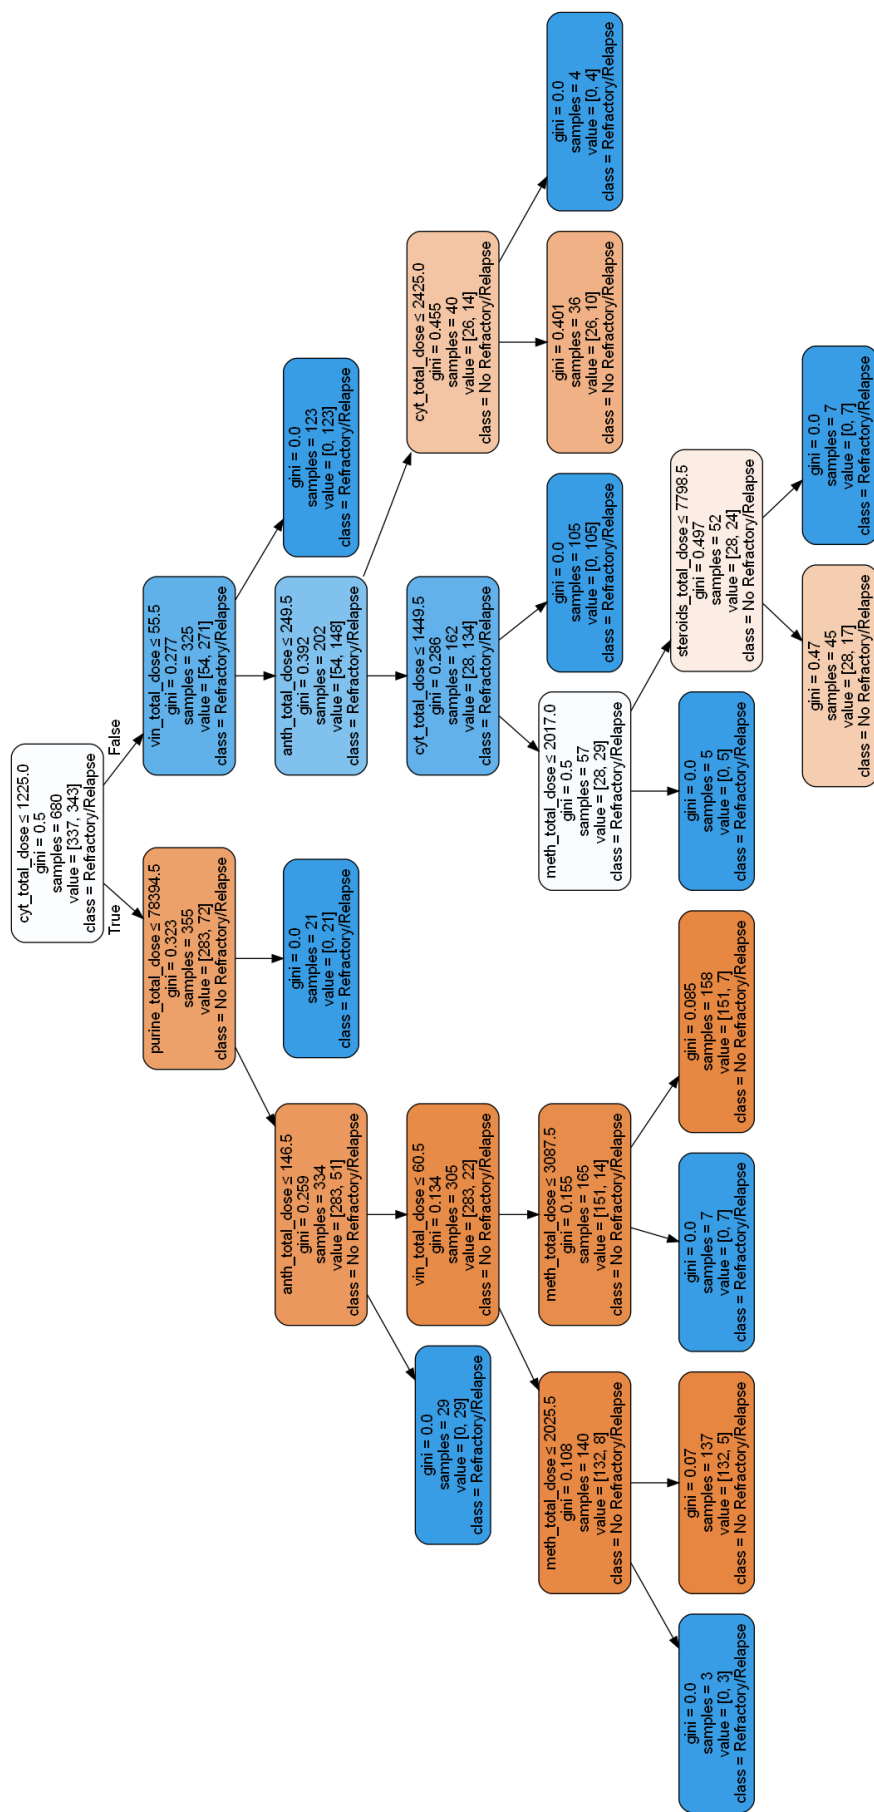 cyt_total_dose ≤ 1225.0
gini = 0.5
samples = 680
value = [337, 343]
class = Refractory/Relapse
True
False
purine_total_dose ≤ 78394.5
gini = 0.323
samples = 355
value = [283, 72]
class = No Refractory/Relapse
vin_total_dose ≤ 55.5
gini = 0.277
samples = 325
value = [54, 271]
class = Refractory/Relapse
anth_total_dose ≤ 146.5
gini = 0.259
samples = 334
value = [283, 51]
class = No Refractory/Relapse
gini = 0.0
samples = 21
value = [0, 21]
class = Refractory/Relapse
anth_total_dose ≤ 249.5
gini = 0.392
samples = 202
value = [54, 148]
class = Refractory/Relapse
gini = 0.0
samples = 123
value = [0, 123]
class = Refractory/Relapse
gini = 0.0
samples = 29
value = [0, 29]
class = Refractory/Relapse
vin_total_dose ≤ 60.5
gini = 0.134
samples = 305
value = [283, 22]
class = No Refractory/Relapse
cyt_total_dose ≤ 1449.5
gini = 0.286
samples = 162
value = [28, 134]
class = Refractory/Relapse
cyt_total_dose ≤ 2425.0
gini = 0.455
samples = 40
value = [26, 14]
class = No Refractory/Relapse
meth_total_dose ≤ 2025.5
gini = 0.108
samples = 140
value = [132, 8]
class = No Refractory/Relapse
meth_total_dose ≤ 3087.5
gini = 0.155
samples = 165
value = [151, 14]
class = No Refractory/Relapse
meth_total_dose ≤ 2017.0
gini = 0.5
samples = 57
value = [28, 29]
class = Refractory/Relapse
gini = 0.0
samples = 105
value = [0, 105]
class = Refractory/Relapse
gini = 0.401
samples = 36
value = [26, 10]
class = No Refractory/Relapse
gini = 0.0
samples = 4
value = [0, 4]
class = Refractory/Relapse
gini = 0.0
samples = 3
value = [0, 3]
class = Refractory/Relapse
gini = 0.07
samples = 137
value = [132, 5]
class = No Refractory/Relapse
gini = 0.0
samples = 7
value = [0, 7]
class = Refractory/Relapse
gini = 0.085
samples = 158
value = [151, 7]
class = No Refractory/Relapse
gini = 0.0
samples = 5
value = [0, 5]
class = Refractory/Relapse
steroids_total_dose ≤ 7798.5
gini = 0.497
samples = 52
value = [28, 24]
class = No Refractory/Relapse
gini = 0.47
samples = 45
value = [28, 17]
class = No Refractory/Relapse
gini = 0.0
samples = 7
value = [0, 7]
class = Refractory/Relapse